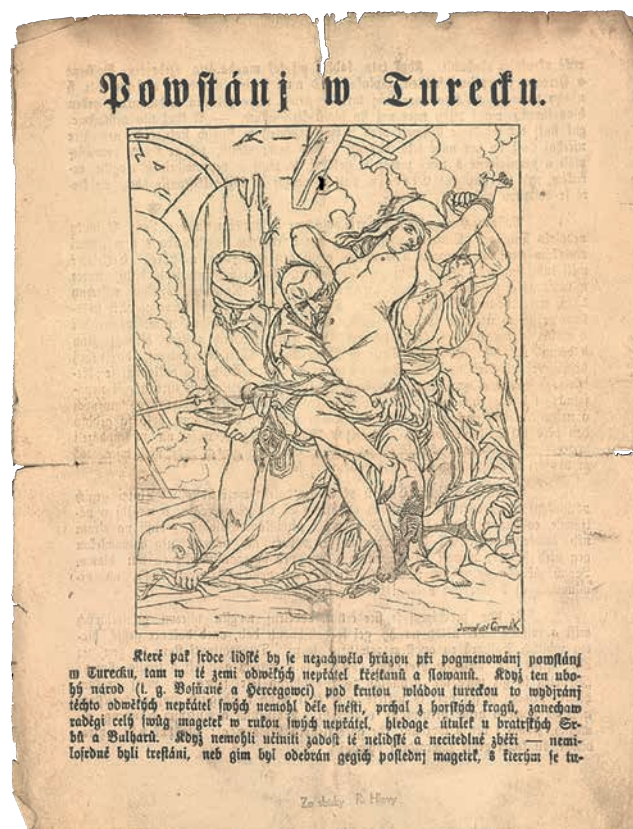 Powstánj w Turecku.
Jaroslav Čermák
Které pak srdce lidské by se nezachwělo hrůzou při pogmenowánj powstánj
w Turecku, tam w té zemi odwěkých nepřátel křesťanů a slowanů. Když ten ubo-
hý národ (t. g. Bosňané a Hercegowci) pod krutou wládou tureckou to wydjránj
těchto odwěkých nepřátel swých nemohl déle snésti, prchal z horských kragů, zanechaw
raděgi celý swůg magetek w rukou swých nepřátel, hledage útulek u bratrských Sr-
bů a Bulharů. Když nemohli učiniti zadost té nelidské a necitedlné zběři — nemi-
losrdně byli trestáni, neb gim byl odebrán gegich poslednj magetek, s kterým se tu-
Ze sbírky R. Hlavy